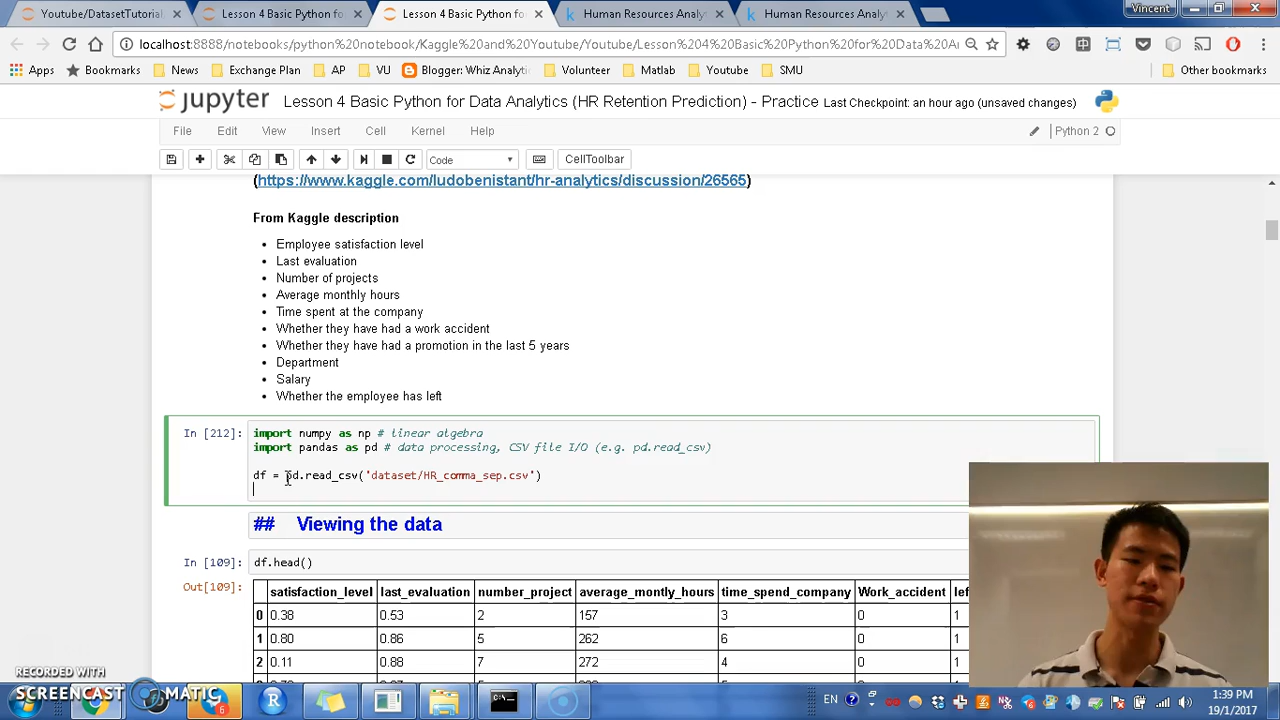 Vincent
Youtube/DatasetTutorial
Lesson 4 Basic Python for
Lesson 4 Basic Python for
Human Resources Analy
Human Resources Analy
localhost:8888/notebooks/python%20notebook/Kaggle%20and%20Youtube/Youtube/Lesson%204%20Basic%20Python%20for%20Data%20A
Apps
Bookmarks
News
Exchange Plan
AP
VU
Blogger: Whiz Analytic
Volunteer
Matlab
Youtube
SMU
Other bookmarks
jupyter
Lesson 4 Basic Python for Data Analytics (HR Retention Prediction) - Practice
Last Checkpoint: an hour ago (unsaved changes)
File
Edit
View
Insert
Cell
Kernel
Help
Python 2
Code
CellToolbar
(https://www.kaggle.com/ludobenistant/hr-analytics/discussion/26565)
From Kaggle description
• Employee satisfaction level
• Last evaluation
• Number of projects
• Average monthly hours
• Time spent at the company
• Whether they have had a work accident
• Whether they have had a promotion in the last 5 years
• Department
• Salary
• Whether the employee has left
In [212]:
import numpy as np # linear algebra
import pandas as pd # data processing, CSV file I/O (e.g. pd.read_csv)
df = pd.read_csv('dataset/HR_comma_sep.csv')
## Viewing the data
In [109]:
df.head()
Out[109]:
satisfaction_level last_evaluation number_project average_montly_hours time_spend_company Work_accident lef
0 0.38 0.53 2 157 3 0 1
1 0.80 0.86 5 262 6 0 1
2 0.11 0.88 7 272 4 0 1
RECORDED WITH
SCREENCAST MATIC
EN
1:39 PM
19/1/2017